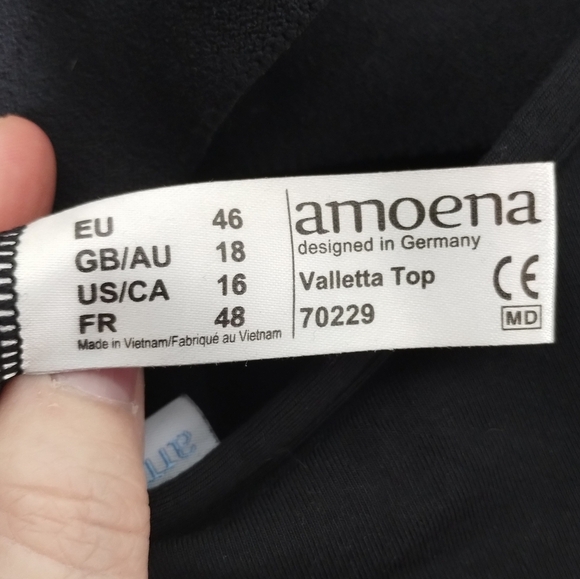 EU 46
GB/AU 18
US/CA 16
FR 48
Made in Vietnam/Fabriqué au Vietnam
amoena
designed in Germany
Valletta Top
70229
CE
MD